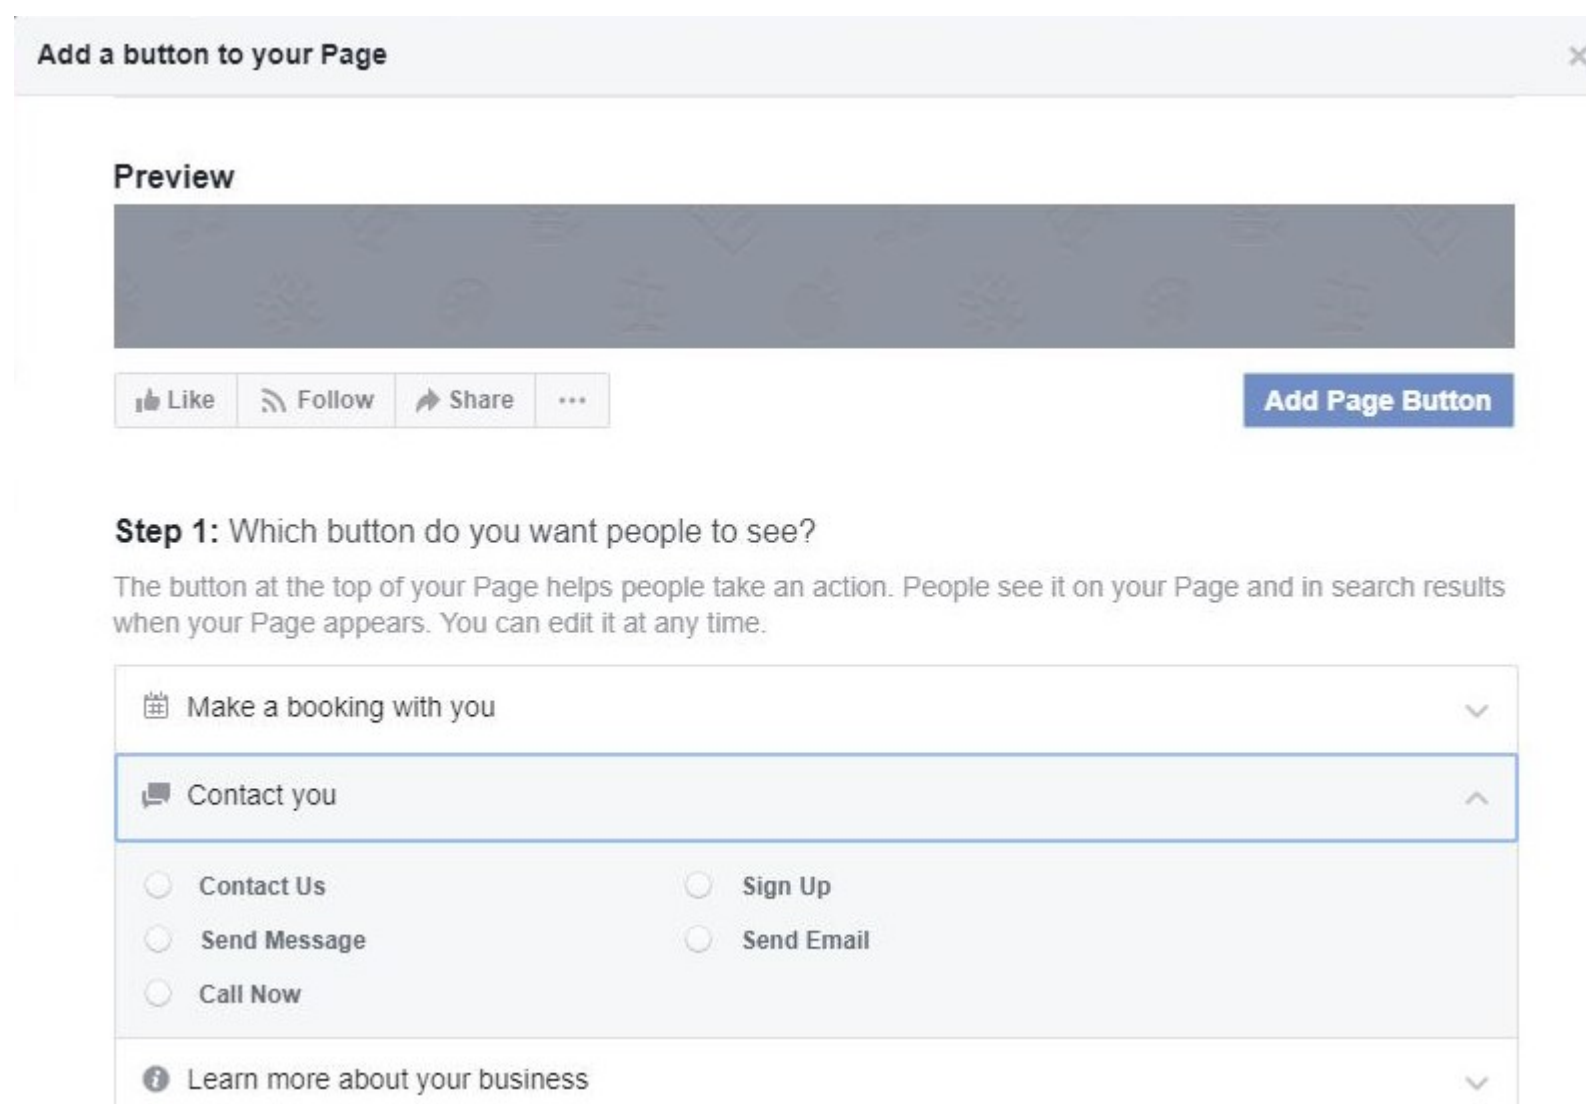 Add a button to your Page
Preview
Like Follow Share ...
Add Page Button
Step 1: Which button do you want people to see?
The button at the top of your Page helps people take an action. People see it on your Page and in search results
when your Page appears. You can edit it at any time.
Make a booking with you
Contact you
Contact Us
Sign Up
Send Message
Send Email
Call Now
Learn more about your business